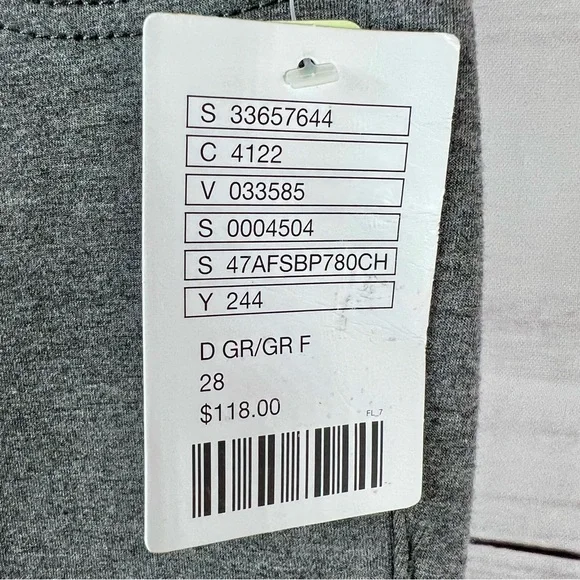 S 33657644
C 4122
V 033585
S 0004504
S 47AFSBP780CH
Y 244
D GR/GR F
28
$118.00
FL_7